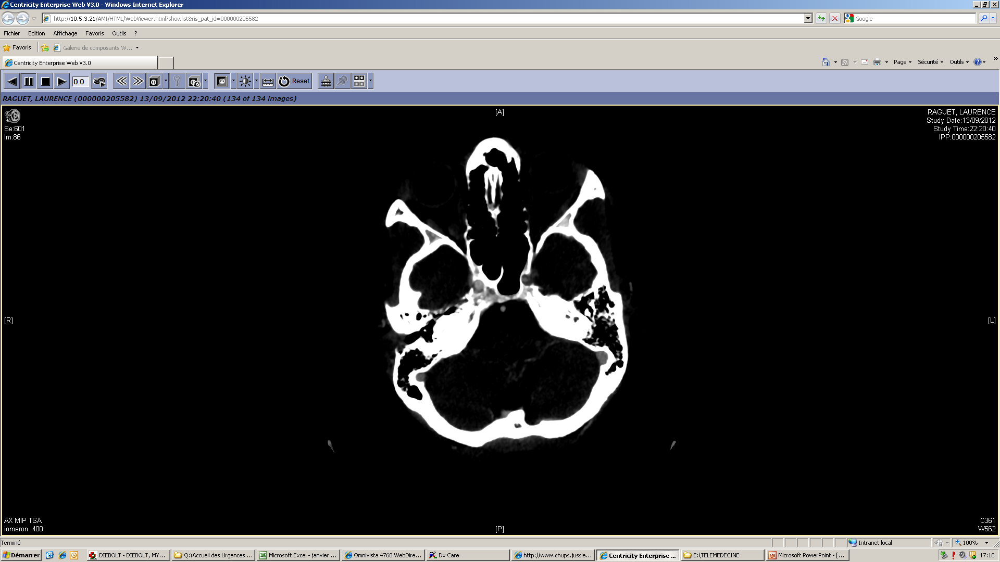 Centricity Enterprise Web V3.0 - Windows Internet Explorer
http://10.5.3.21/AMI/HTML/WebViewer.html?showlist&ris_pat_id=000000205582
Google
Fichier Edition Affichage Favoris Outils ?
Favoris Galerie de composants W...
Centricity Enterprise Web V3.0
Page Sécurité Outils
0.0 Reset
RAGUET, LAURENCE (000000205582) 13/09/2012 22:20:40 (134 of 134 images)
[A]
RAGUET, LAURENCE
Study Date:13/09/2012
Study Time:22:20:40
IPP:000000205582
Se:601
Im:86
[R]
[L]
AX MIP TSA
iomeron 400
[P]
C361
W562
Terminé
Intranet local
100%
Démarrer
DIEBOLT - DIEBOLT, MY...
Q:\Accueil des Urgences ...
Microsoft Excel - janvier ...
Omnivista 4760 WebDire...
Dx Care
http://www.chups.jussie...
Centricity Enterprise ...
E:\TELEMEDECINE
Microsoft PowerPoint - [...
17:18